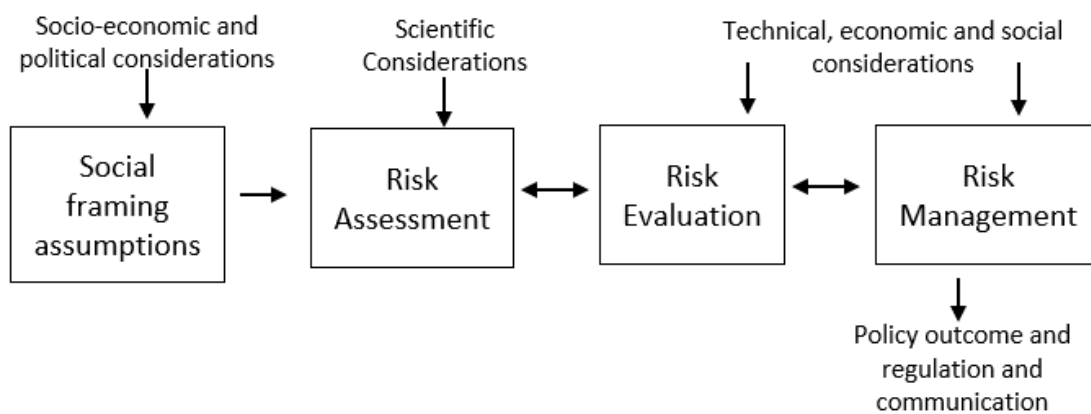 Socio-economic and
political considerations
Scientific
Considerations
Technical, economic and social
considerations
Social
framing
assumptions
Risk
Assessment
Risk
Evaluation
Risk
Management
Policy outcome and
regulation and
communication